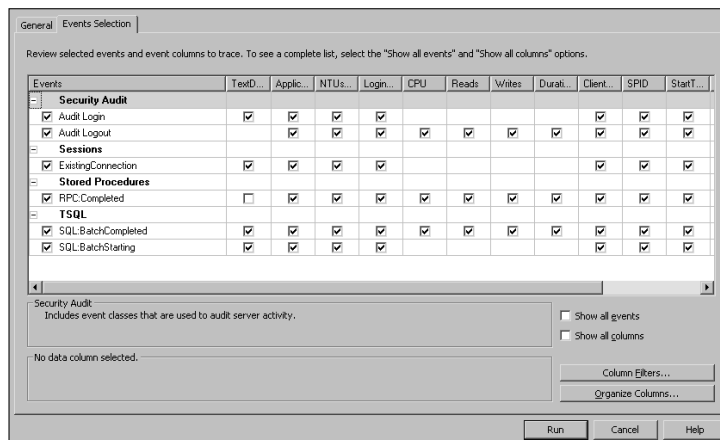 General Events Selection
Review selected events and event columns to trace. To see a complete list, select the "Show all events" and "Show all columns" options.
Events TextD... Applic... NTUs... Login... CPU Reads Writes Durati... Client... SPID StartT...
Security Audit
Audit Login
Audit Logout
Sessions
ExistingConnection
Stored Procedures
RPC:Completed
TSQL
SQL:BatchCompleted
SQL:BatchStarting
Security Audit
Includes event classes that are used to audit server activity.
Show all events
Show all columns
No data column selected.
Column Filters...
Organize Columns...
Run Cancel Help